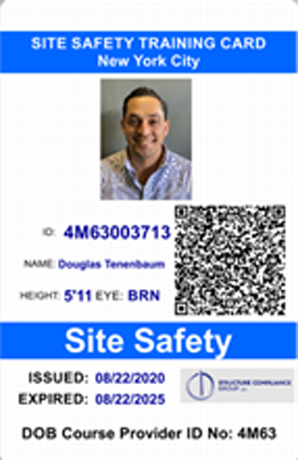 SITE SAFETY TRAINING CARD
New York City
ID: 4M63003713
NAME: Douglas Tenenbaum
HEIGHT: 5'11 EYE: BRN
Site Safety
ISSUED: 08/22/2020
EXPIRED: 08/22/2025
STRUCTURE COMPLIANCE
GROUP
DOB Course Provider ID No: 4M63